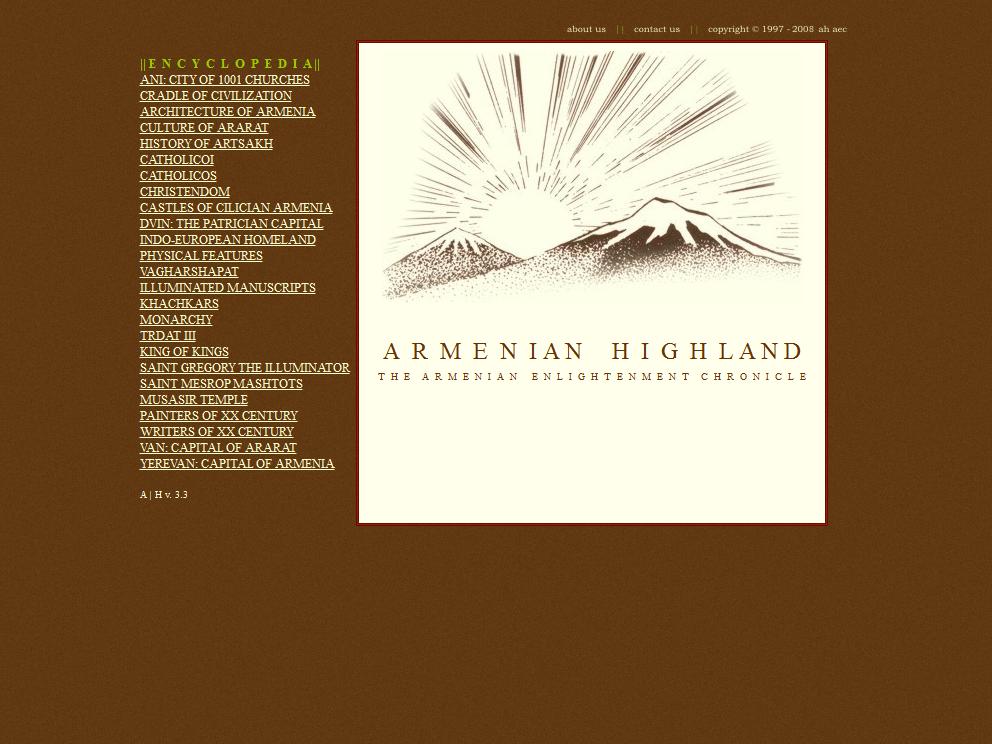 about us || contact us || copyright © 1997 - 2008 ah aec
||ENCYCLOPEDIA||
ANI: CITY OF 1001 CHURCHES
CRADLE OF CIVILIZATION
ARCHITECTURE OF ARMENIA
CULTURE OF ARARAT
HISTORY OF ARTSAKH
CATHOLICOI
CATHOLICOS
CHRISTENDOM
CASTLES OF CILICIAN ARMENIA
DVIN: THE PATRICIAN CAPITAL
INDO-EUROPEAN HOMELAND
PHYSICAL FEATURES
VAGHARSHAPAT
ILLUMINATED MANUSCRIPTS
KHACHKARS
MONARCHY
TRDAT III
KING OF KINGS
SAINT GREGORY THE ILLUMINATOR
SAINT MESROP MASHTOTS
MUSASIR TEMPLE
PAINTERS OF XX CENTURY
WRITERS OF XX CENTURY
VAN: CAPITAL OF ARARAT
YEREVAN: CAPITAL OF ARMENIA
A | H v. 3.3
ARMENIAN HIGHLAND
THE ARMENIAN ENLIGHTENMENT CHRONICLE